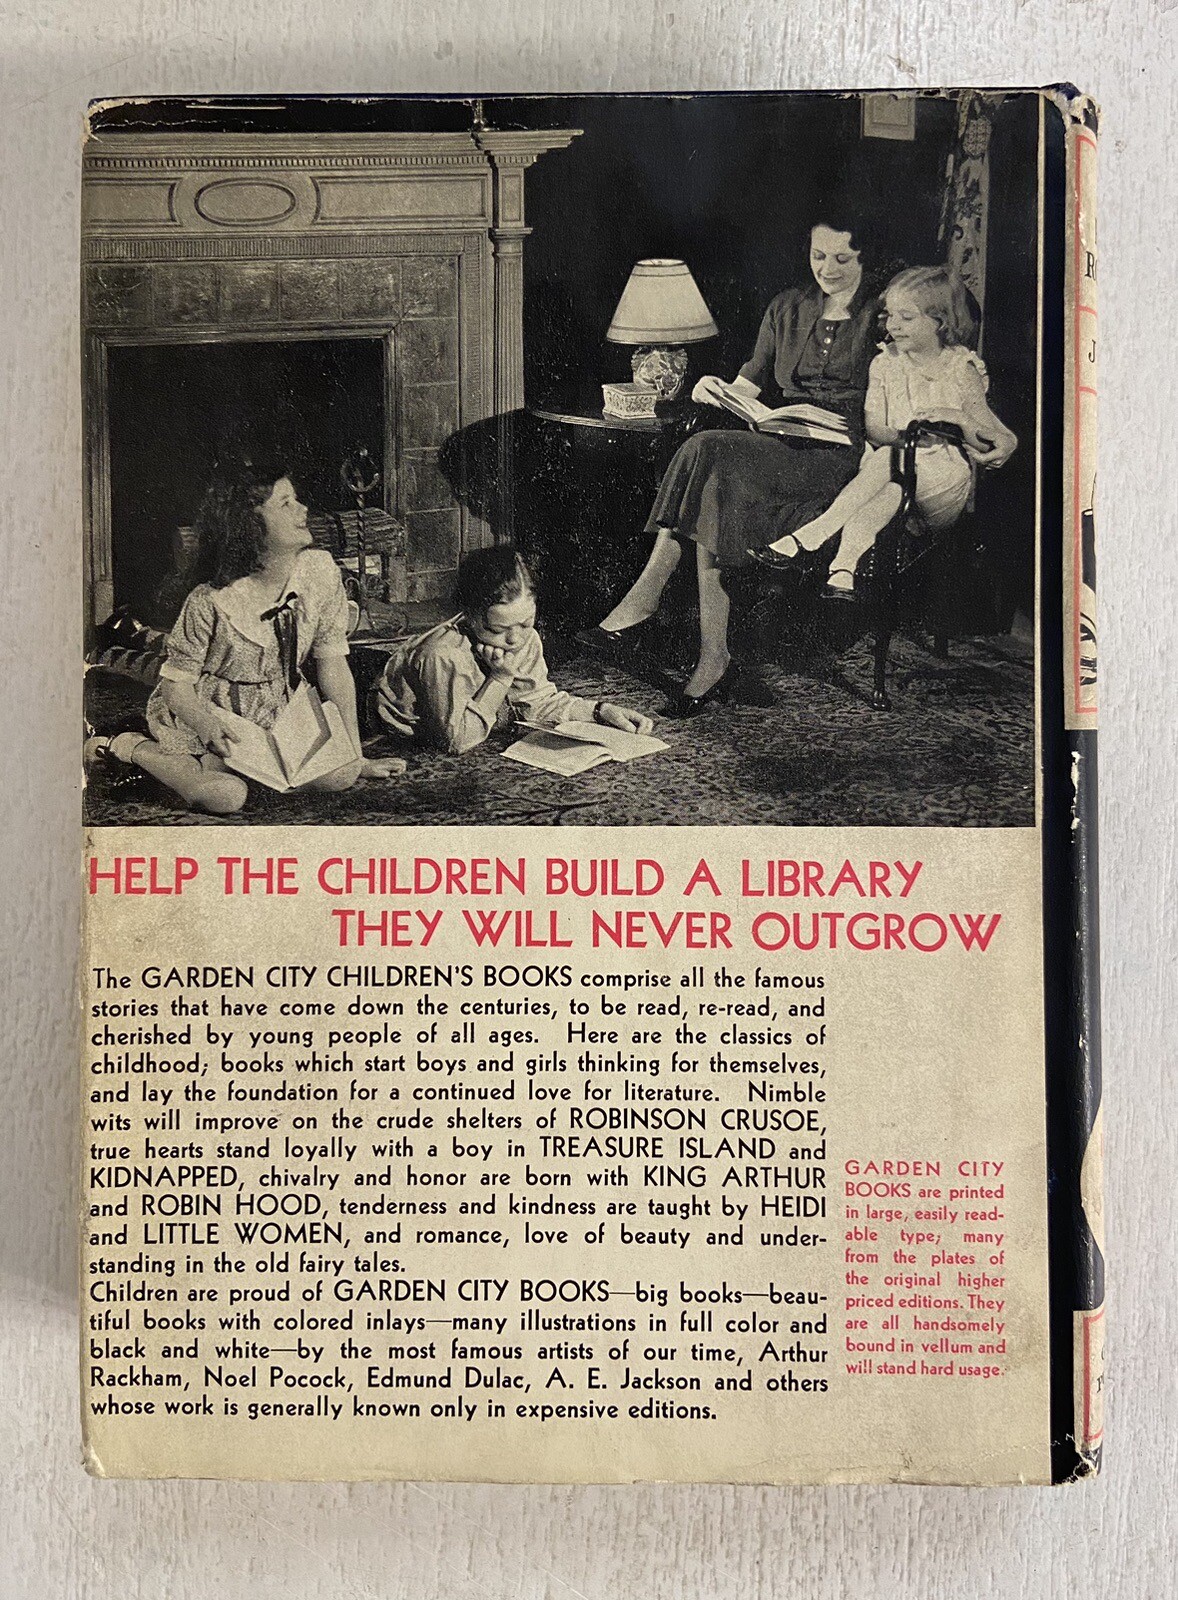 HELP THE CHILDREN BUILD A LIBRARY
THEY WILL NEVER OUTGROW
The GARDEN CITY CHILDREN'S BOOKS comprise all the famous
stories that have come down the centuries, to be read, re-read, and
cherished by young people of all ages. Here are the classics of
childhood; books which start boys and girls thinking for themselves,
and lay the foundation for a continued love for literature. Nimble
wits will improve on the crude shelters of ROBINSON CRUSOE,
true hearts stand loyally with a boy in TREASURE ISLAND and
KIDNAPPED, chivalry and honor are born with KING ARTHUR
and ROBIN HOOD, tenderness and kindness are taught by HEIDI
and LITTLE WOMEN, and romance, love of beauty and under-
standing in the old fairy tales.
Children are proud of GARDEN CITY BOOKS—big books—beau-
tiful books with colored inlays—many illustrations in full color and
black and white—by the most famous artists of our time, Arthur
Rackham, Noel Pocock, Edmund Dulac, A. E. Jackson and others
whose work is generally known only in expensive editions.
GARDEN CITY
BOOKS are printed
in large, easily read-
able type; many
from the plates of
the original higher
priced editions. They
are all handsomely
bound in vellum and
will stand hard usage.